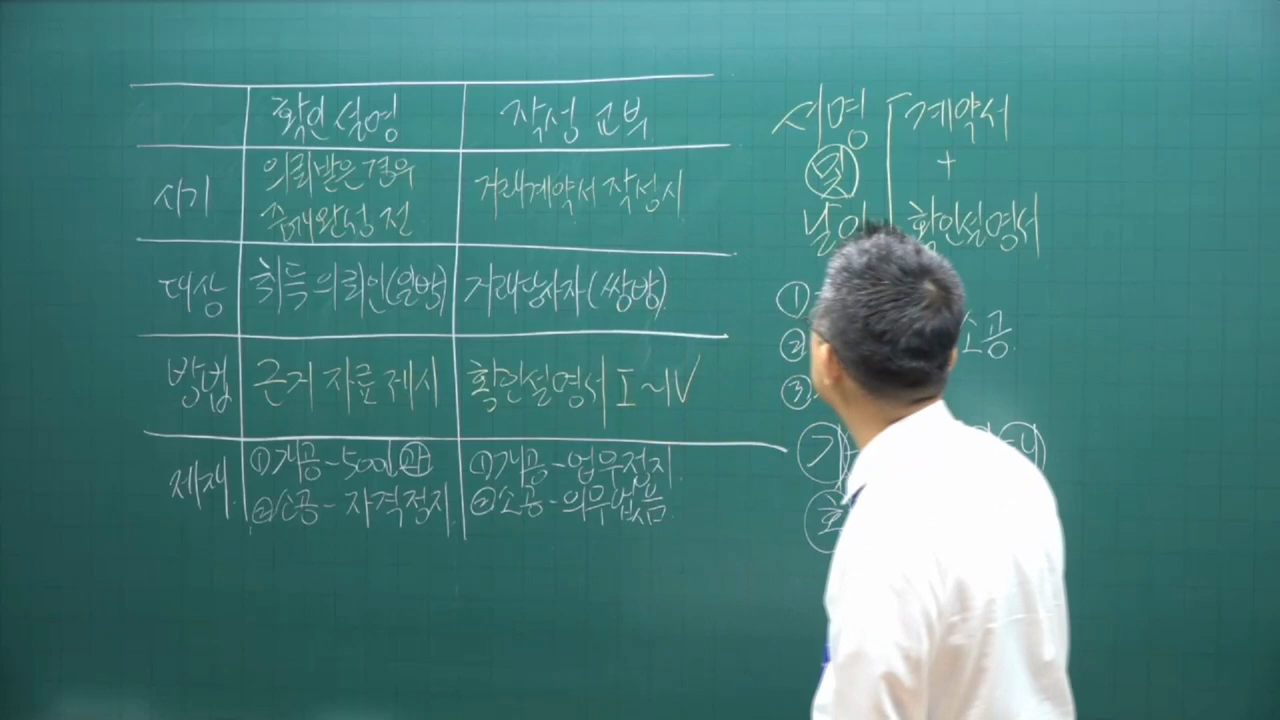 확인 설명
작성 교부
시기
의뢰받은 경우
중개완성 전
거래계약서 작성시
대상
취득 의뢰인(일방)
거래당사자(쌍방)
방법
근거 자료 제시
확인설명서 I~IV
제재
①개공-500↓㉮
②소공-자격정지
①개공-업무정지
②소공-의무없음
서명
및
날인
계약서
+
확인설명서
①
②
소공
③